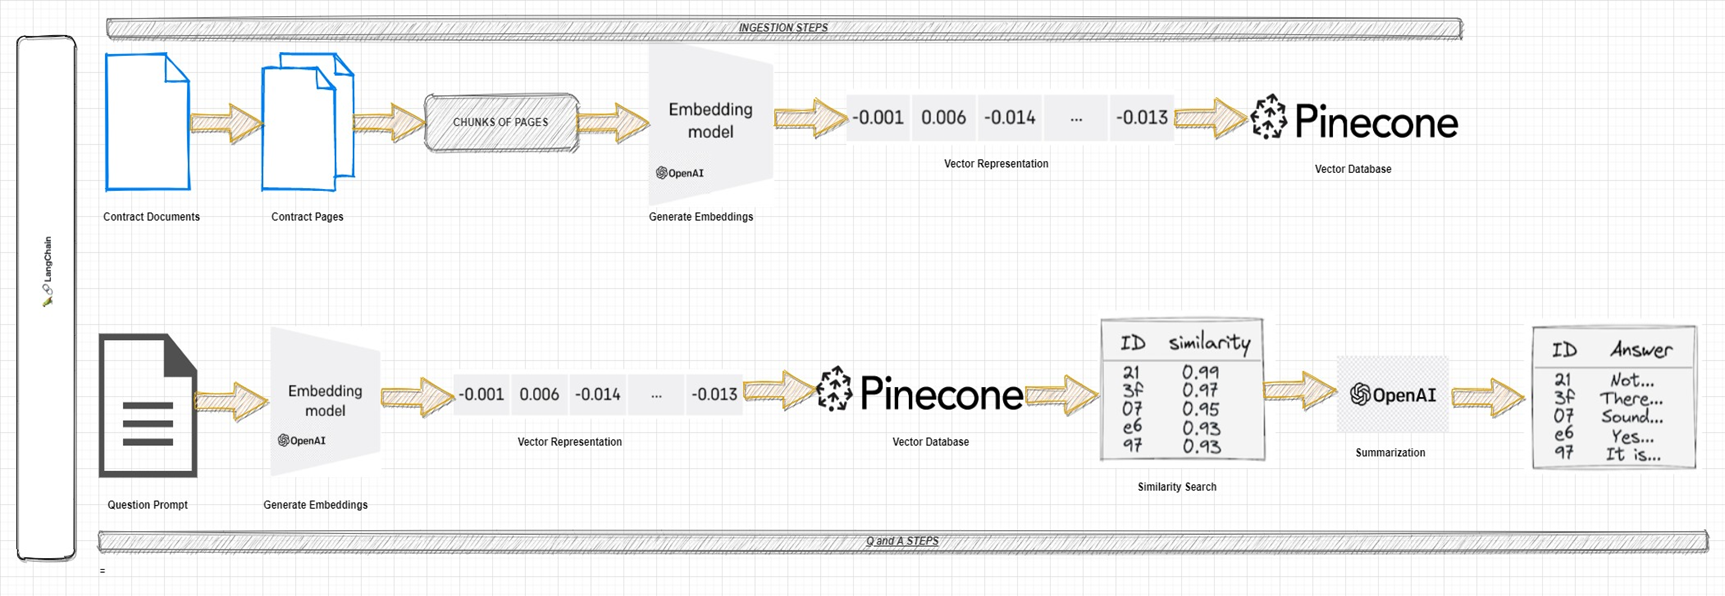 INGESTION STEPS
LangChain
CHUNKS OF PAGES
Embedding
model
OpenAI
-0.001 0.006 -0.014 ... -0.013
Pinecone
Vector Representation
Vector Database
Contract Documents
Contract Pages
Generate Embeddings
ID similarity
21 0.99
3f 0.97
07 0.95
e6 0.93
97 0.93
ID Answer
21 Not...
3f There...
07 Sound...
e6 Yes...
97 It is...
Embedding
model
OpenAI
-0.001 0.006 -0.014 ... -0.013
Pinecone
OpenAI
Vector Representation
Vector Database
Summarization
Similarity Search
Question Prompt
Generate Embeddings
Q and A STEPS
=